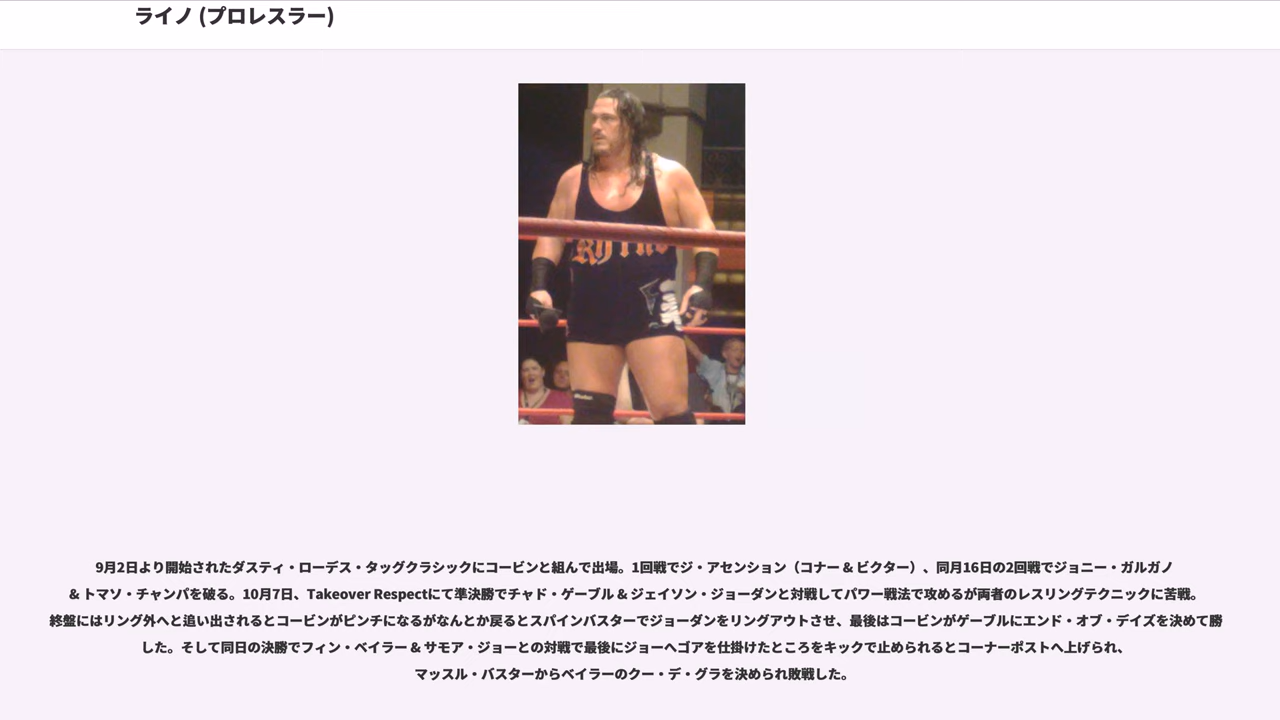 ライノ (プロレスラー)
RHYNO
9月2日より開始されたダスティ・ローデス・タッグクラシックにコービンと組んで出場。1回戦でジ・アセンション（コナー & ビクター）、同月16日の2回戦でジョニー・ガルガノ
& トマソ・チャンパを破る。10月7日、Takeover Respectにて準決勝でチャド・ゲーブル & ジェイソン・ジョーダンと対戦してパワー戦法で攻めるが両者のレスリングテクニックに苦戦。
終盤にはリング外へと追い出されるとコービンがピンチになるがなんとか戻るとスパインバスターでジョーダンをリングアウトさせ、最後はコービンがゲーブルにエンド・オブ・デイズを決めて勝
した。そして同日の決勝でフィン・ベイラー & サモア・ジョーとの対戦で最後にジョーへゴアを仕掛けたところをキックで止められるとコーナーポストへ上げられ、
マッスル・バスターからベイラーのクー・デ・グラを決められ敗戦した。